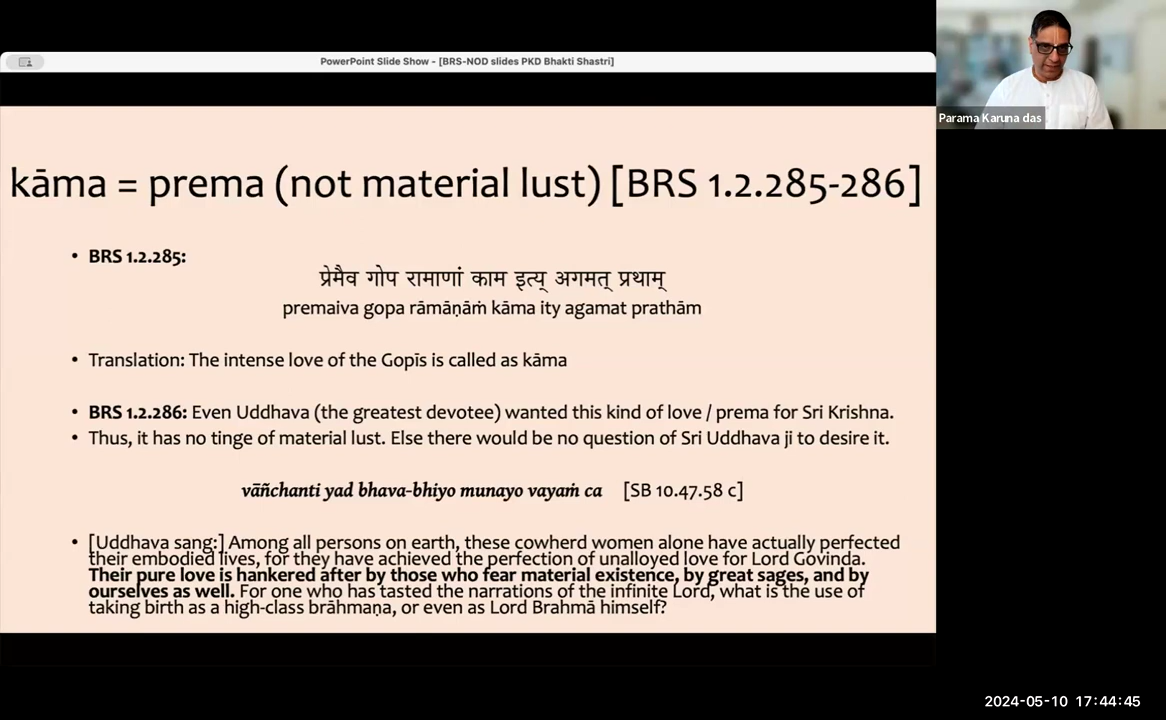 PowerPoint Slide Show - [BRS-NOD slides PKD Bhakti Shastri]
Parama Karuna das
kāma = prema (not material lust) [BRS 1.2.285-286]
• BRS 1.2.285:
प्रेमैव गोप रामाणां काम इत्य् अगमत् प्रथाम्
premaiva gopa rāmāṇāṁ kāma ity agamat prathām
• Translation: The intense love of the Gopīs is called as kāma
• BRS 1.2.286: Even Uddhava (the greatest devotee) wanted this kind of love / prema for Sri Krishna.
• Thus, it has no tinge of material lust. Else there would be no question of Sri Uddhava ji to desire it.
vāñchanti yad bhava-bhiyo munayo vayaṁ ca [SB 10.47.58 c]
• [Uddhava sang:] Among all persons on earth, these cowherd women alone have actually perfected
their embodied lives, for they have achieved the perfection of unalloyed love for Lord Govinda.
Their pure love is hankered after by those who fear material existence, by great sages, and by
ourselves as well. For one who has tasted the narrations of the infinite Lord, what is the use of
taking birth as a high-class brāhmaṇa, or even as Lord Brahmā himself?
2024-05-10 17:44:45